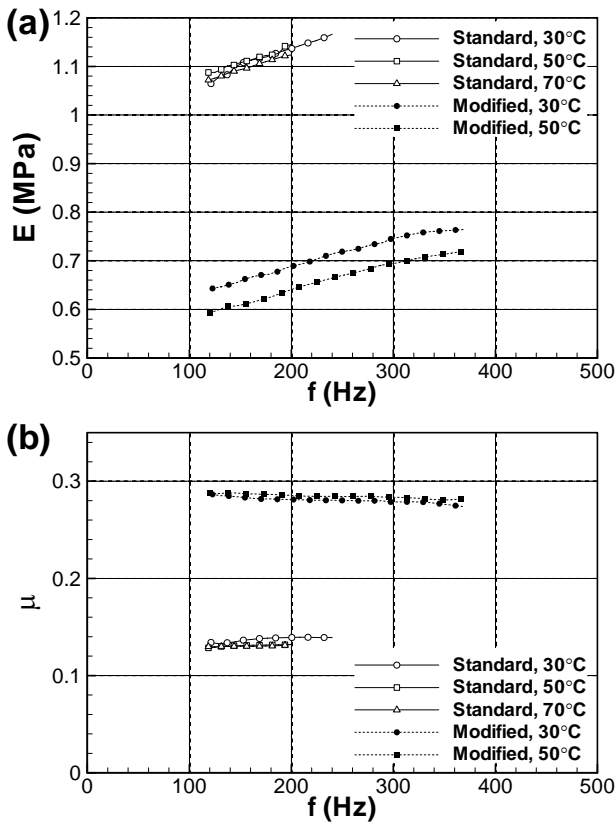 (a)
1.2
1.1
1
0.9
0.8
0.7
0.6
0.5
E (MPa)
Standard, 30°C
Standard, 50°C
Standard, 70°C
Modified, 30°C
Modified, 50°C
0 100 200 300 400 500
f (Hz)
(b)
0.3
0.2
0.1
0
μ
Standard, 30°C
Standard, 50°C
Standard, 70°C
Modified, 30°C
Modified, 50°C
0 100 200 300 400 500
f (Hz)